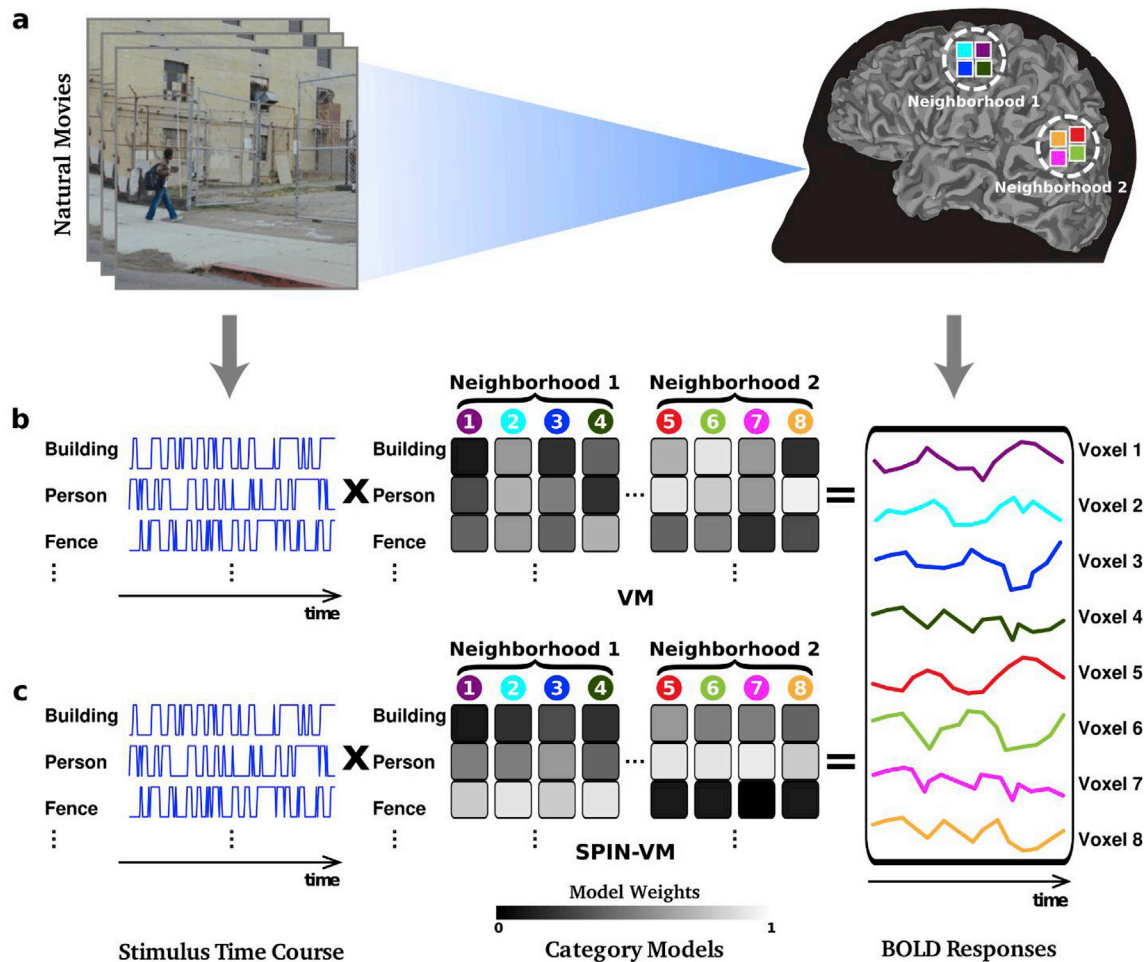 a
Natural Movies
Neighborhood 1
Neighborhood 2
b
Neighborhood 1
Neighborhood 2
1 2 3 4 5 6 7 8
Building
Person
Fence
⋮
time
X
Building
Person
Fence
⋮
...
⋮
⋮
VM
=
c
Neighborhood 1
Neighborhood 2
1 2 3 4 5 6 7 8
Building
Person
Fence
⋮
time
X
Building
Person
Fence
⋮
...
⋮
⋮
SPIN-VM
=
Voxel 1
Voxel 2
Voxel 3
Voxel 4
Voxel 5
Voxel 6
Voxel 7
Voxel 8
time
Model Weights
0 1
Stimulus Time Course
Category Models
BOLD Responses